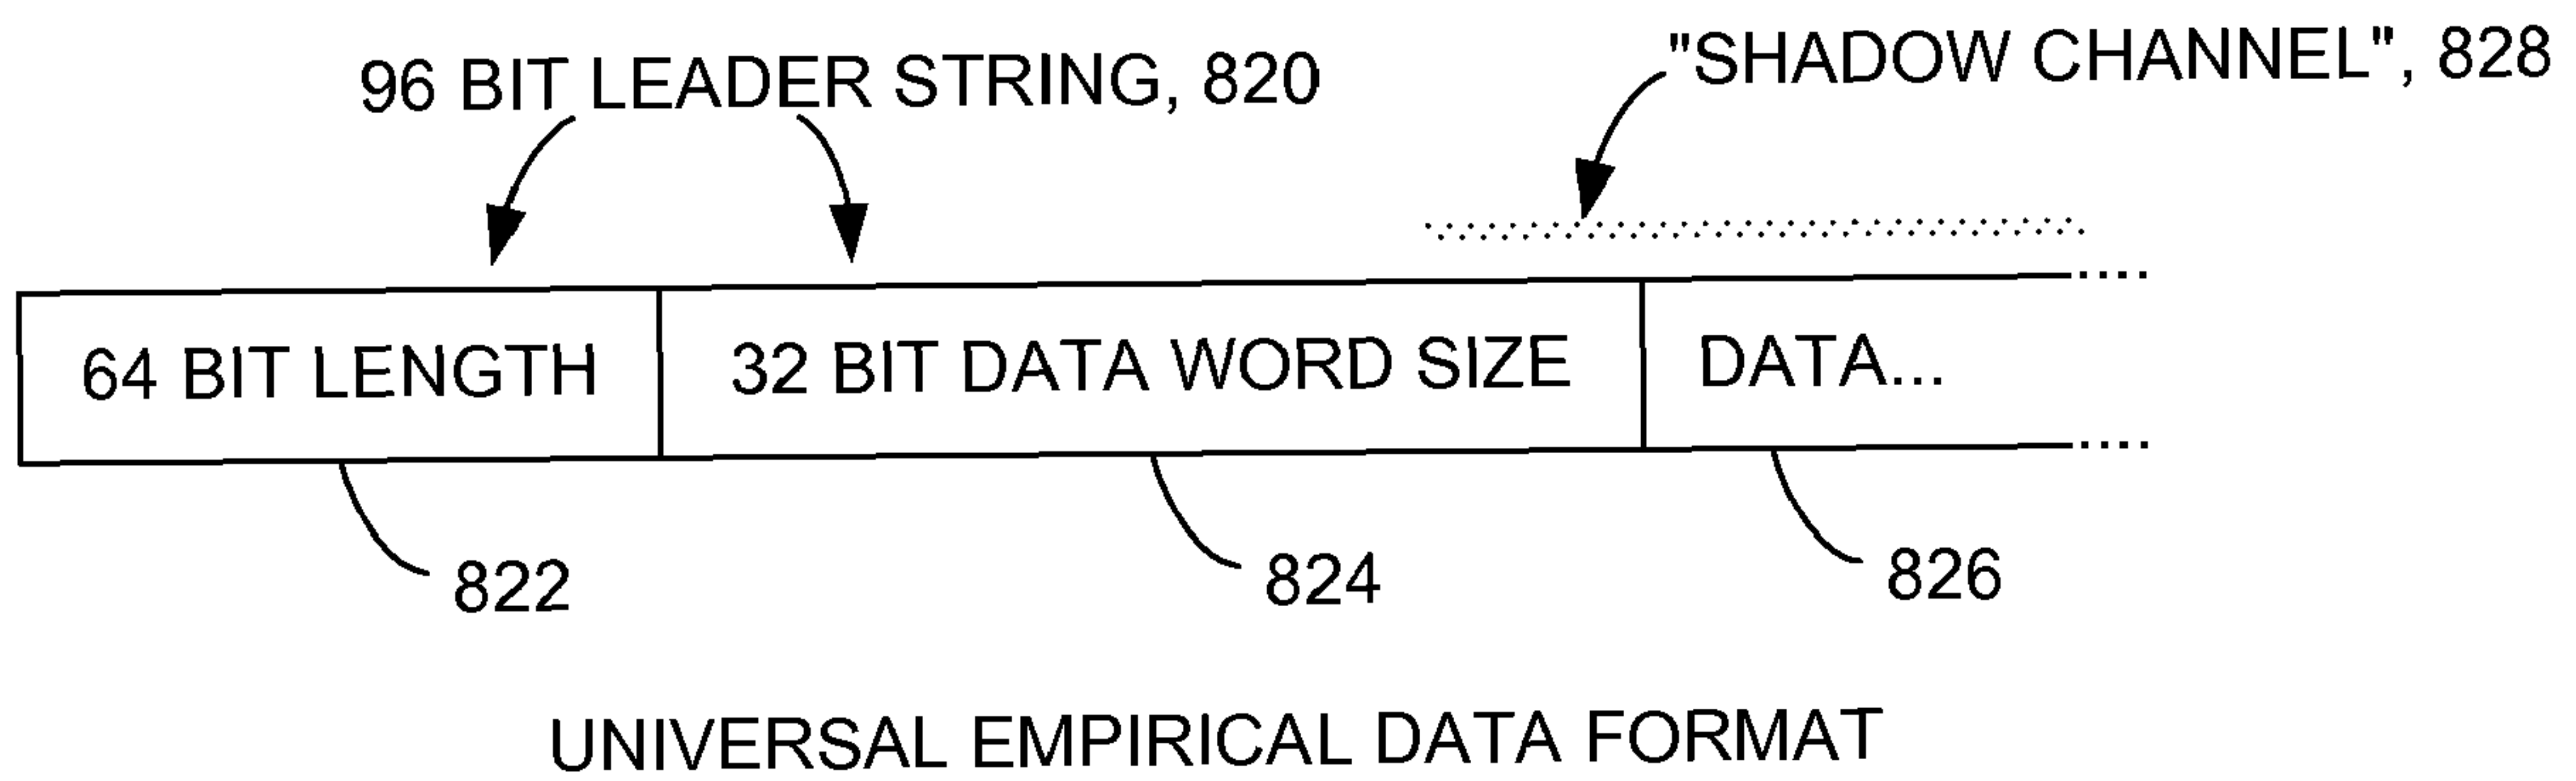 96 BIT LEADER STRING, 820
"SHADOW CHANNEL", 828
64 BIT LENGTH
32 BIT DATA WORD SIZE
DATA...
822
824
826
UNIVERSAL EMPIRICAL DATA FORMAT